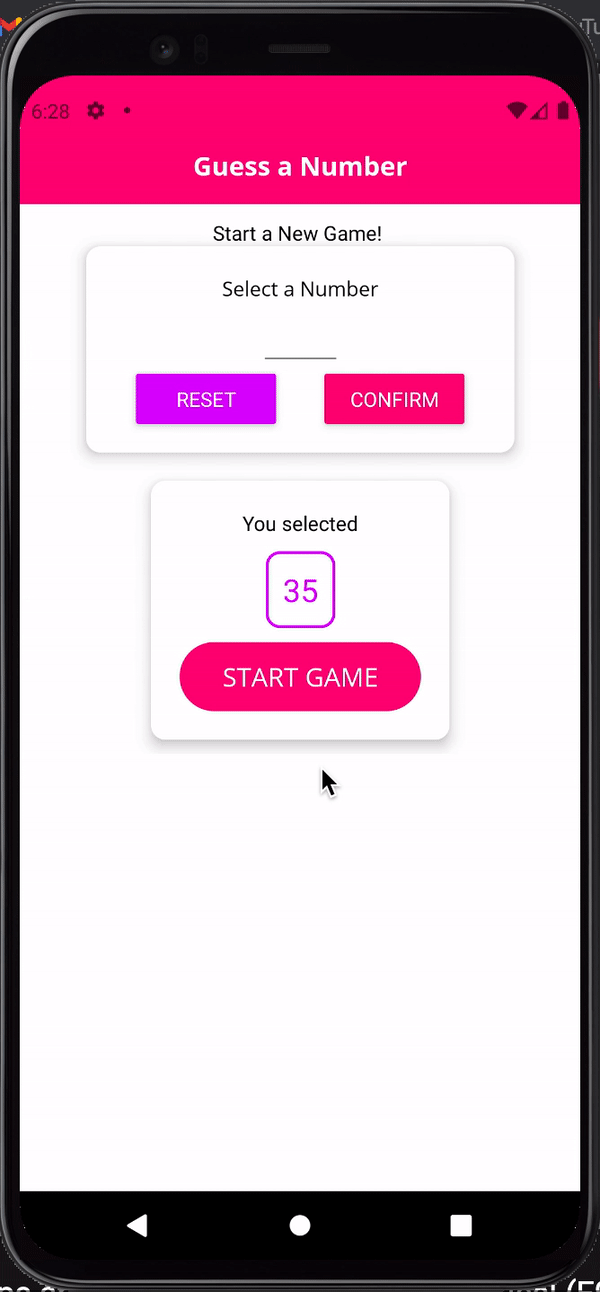 6:28
Guess a Number
Start a New Game!
Select a Number
RESET
CONFIRM
You selected
35
START GAME